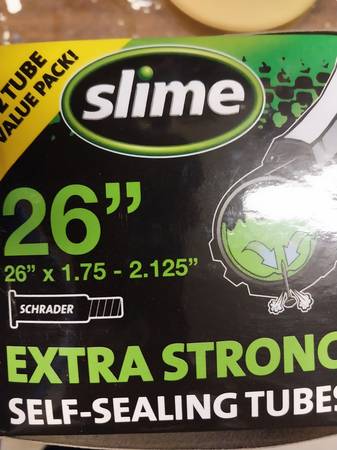 2 TUBE
VALUE PACK!
slime
26”
26” x 1.75 - 2.125”
SCHRADER
EXTRA STRONG
SELF-SEALING TUBES